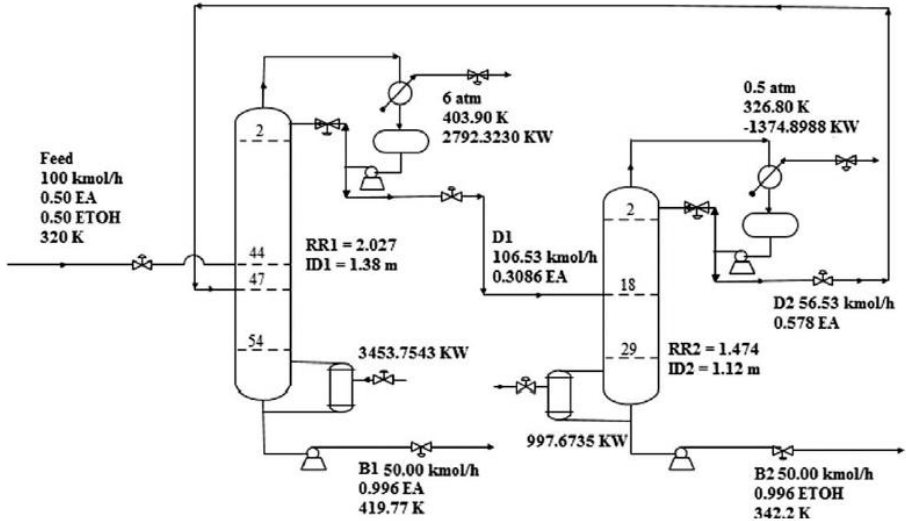 6 atm
403.90 K
2792.3230 KW
0.5 atm
326.80 K
-1374.8988 KW
Feed
100 kmol/h
0.50 EA
0.50 ETOH
320 K
2
44
47
54
RR1 = 2.027
ID1 = 1.38 m
D1
106.53 kmol/h
0.3086 EA
2
18
29
D2 56.53 kmol/h
0.578 EA
RR2 = 1.474
ID2 = 1.12 m
3453.7543 KW
997.6735 KW
B1 50.00 kmol/h
0.996 EA
419.77 K
B2 50.00 kmol/h
0.996 ETOH
342.2 K